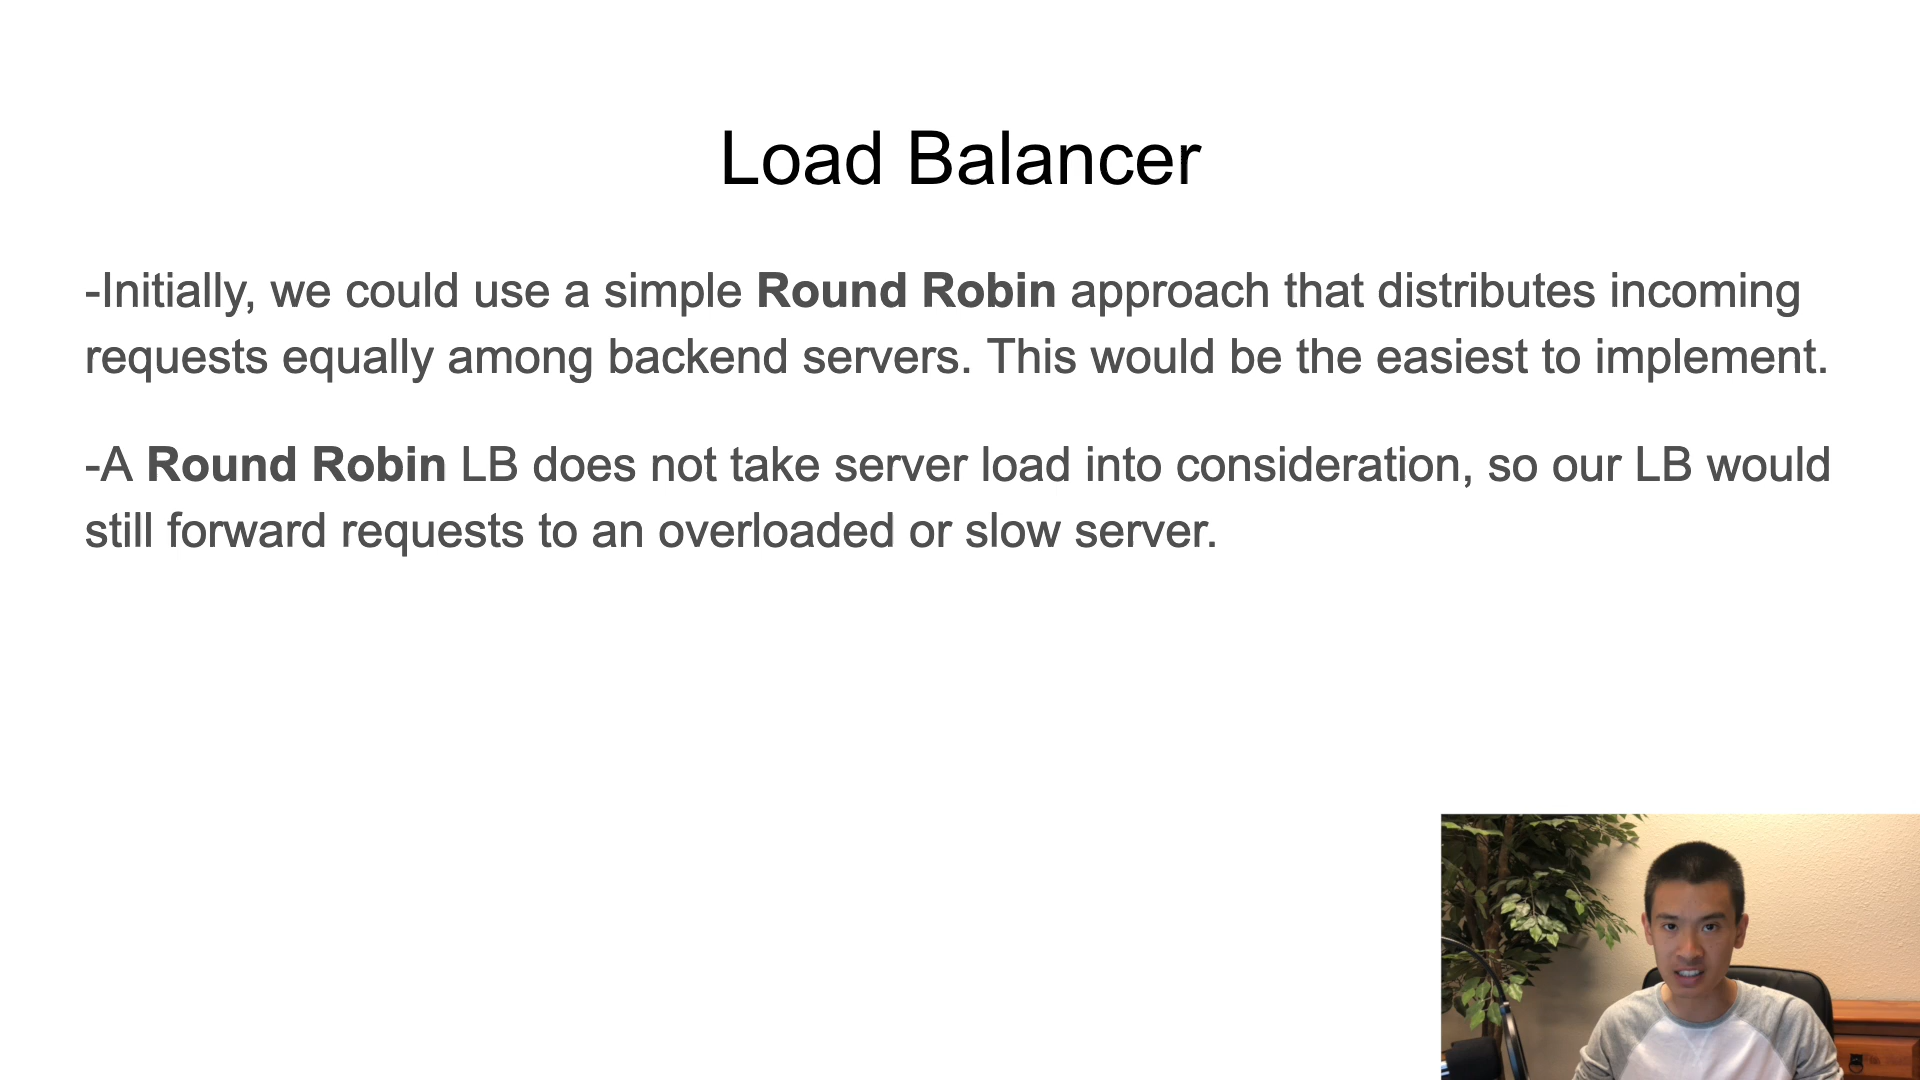 Load Balancer
-Initially, we could use a simple Round Robin approach that distributes incoming
requests equally among backend servers. This would be the easiest to implement.
-A Round Robin LB does not take server load into consideration, so our LB would
still forward requests to an overloaded or slow server.